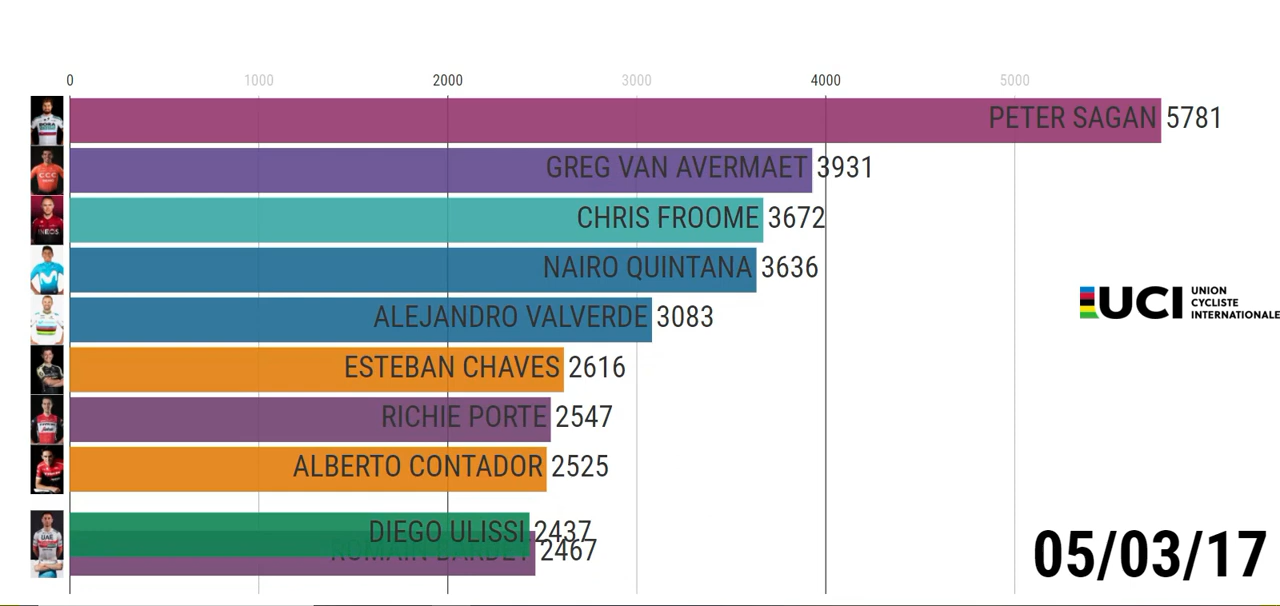 0 1000 2000 3000 4000 5000
PETER SAGAN 5781
GREG VAN AVERMAET 3931
CHRIS FROOME 3672
NAIRO QUINTANA 3636
ALEJANDRO VALVERDE 3083
ESTEBAN CHAVES 2616
RICHIE PORTE 2547
ALBERTO CONTADOR 2525
DIEGO ULISSI 2437
ROMAIN BARDET 2467
UCI
UNION
CYCLISTE
INTERNATIONALE
05/03/17